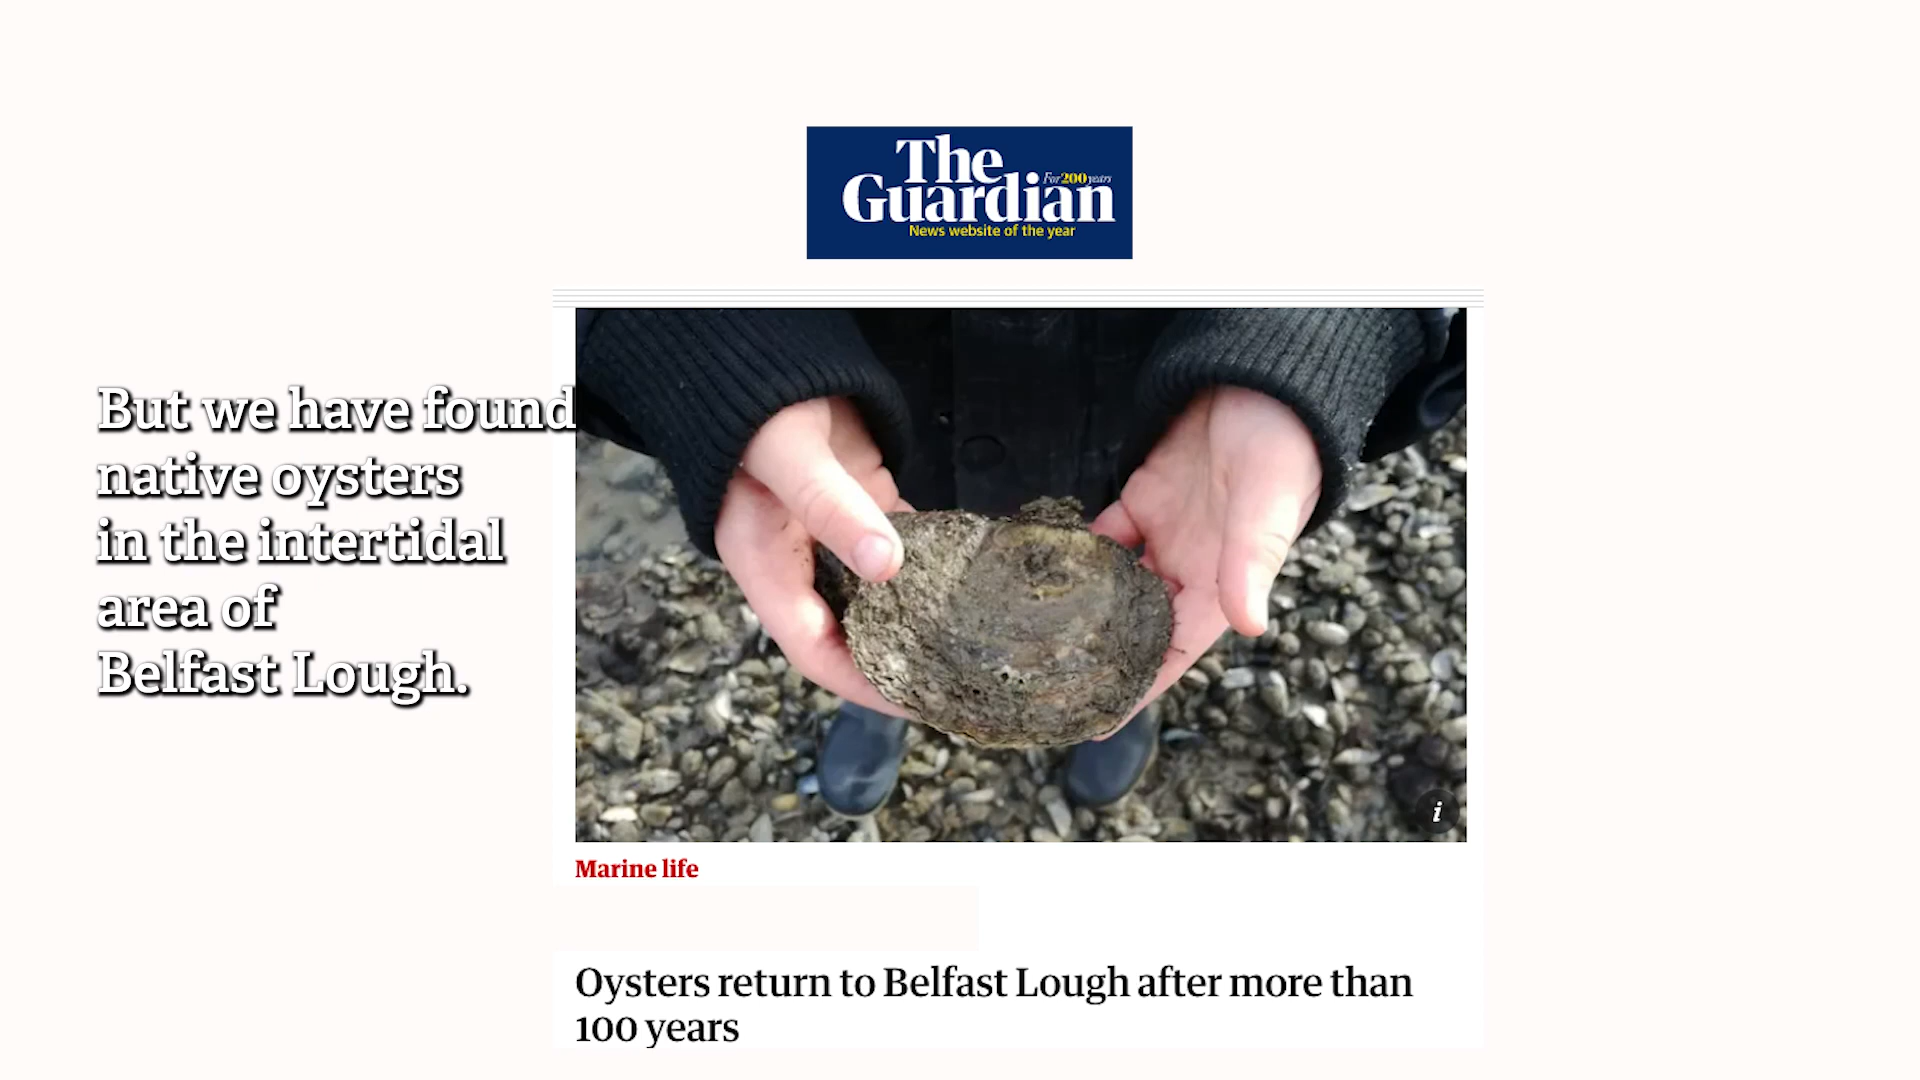 The
Guardian
For 200 years
News website of the year
But we have found
native oysters
in the intertidal
area of
Belfast Lough.
i
Marine life
Oysters return to Belfast Lough after more than
100 years